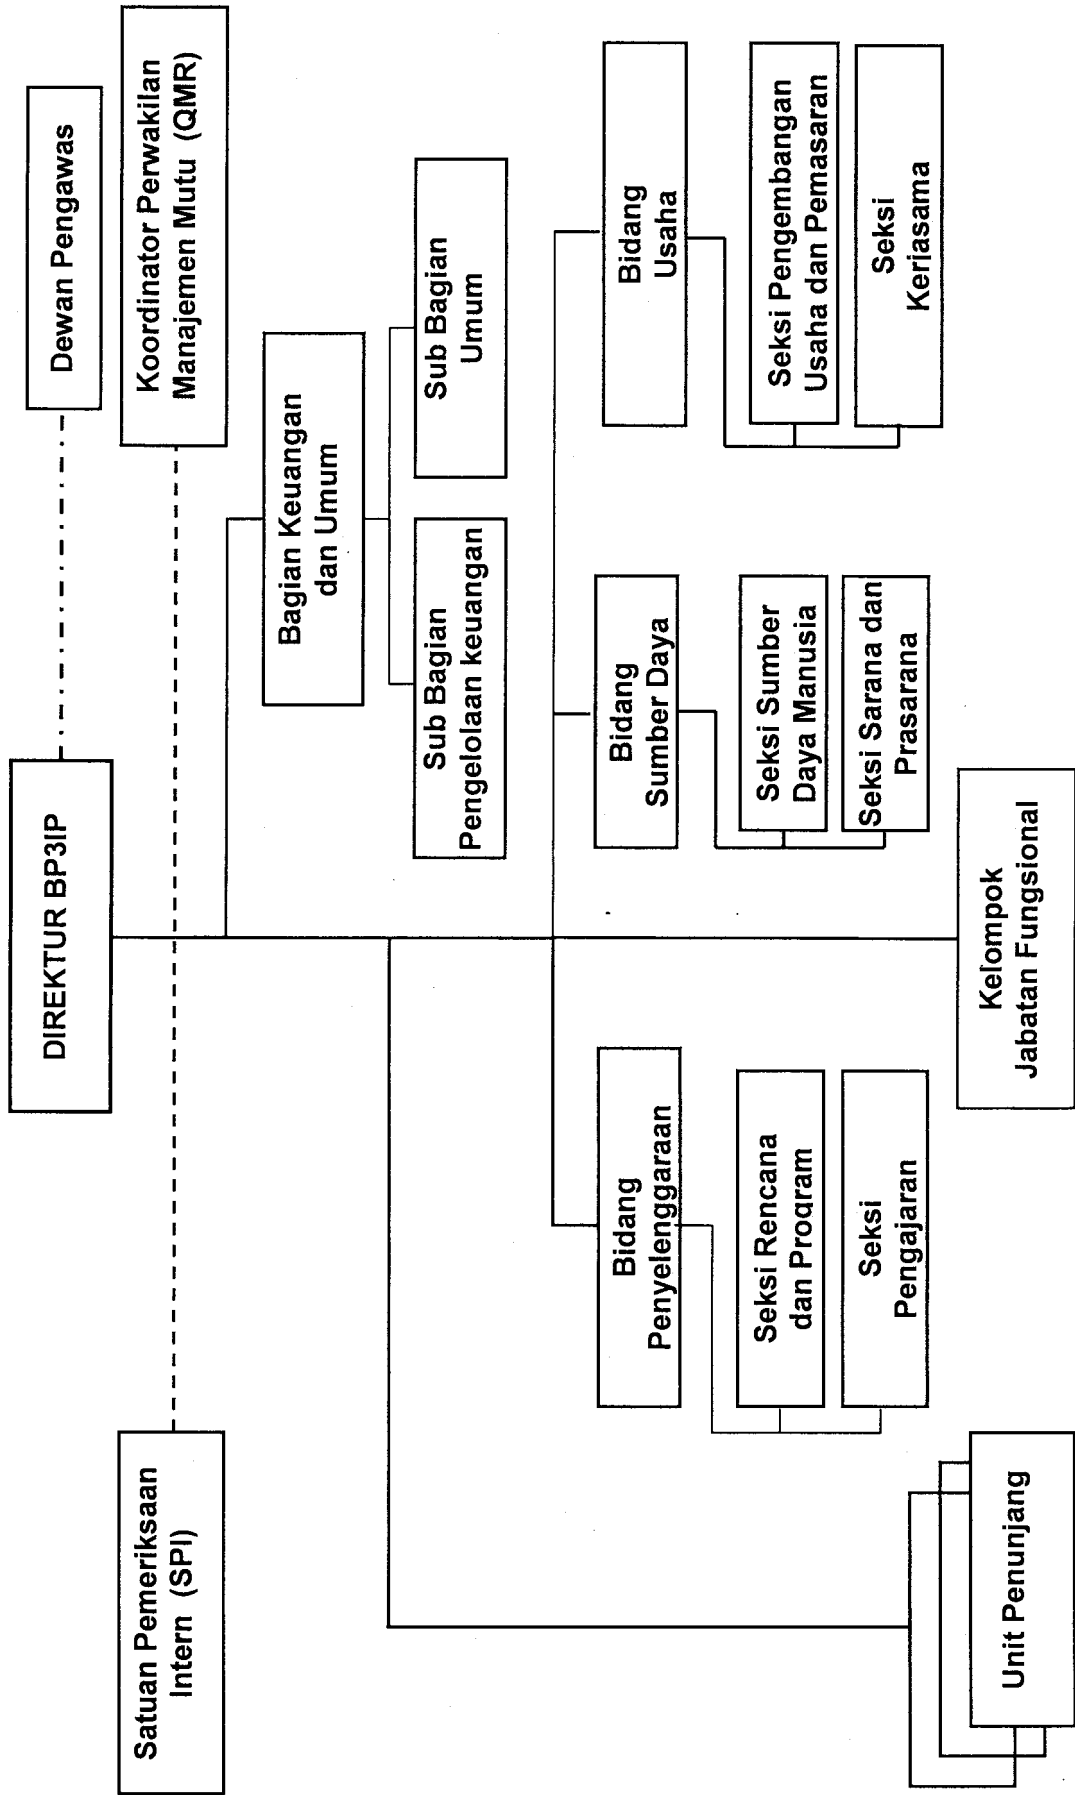 DIREKTUR BP3IP
Dewan Pengawas
Satuan Pemeriksaan
Intern (SPI)
Koordinator Perwakilan
Manajemen Mutu (QMR)
Bagian Keuangan
dan Umum
Sub Bagian
Pengelolaan keuangan
Sub Bagian
Umum
Bidang
Penyelenggaraan
Bidang
Sumber Daya
Bidang
Usaha
Seksi Rencana
dan Program
Seksi Sumber
Daya Manusia
Seksi Pengembangan
Usaha dan Pemasaran
Seksi
Pengajaran
Seksi Sarana dan
Prasarana
Seksi
Kerjasama
Unit Penunjang
Kelompok
Jabatan Fungsional